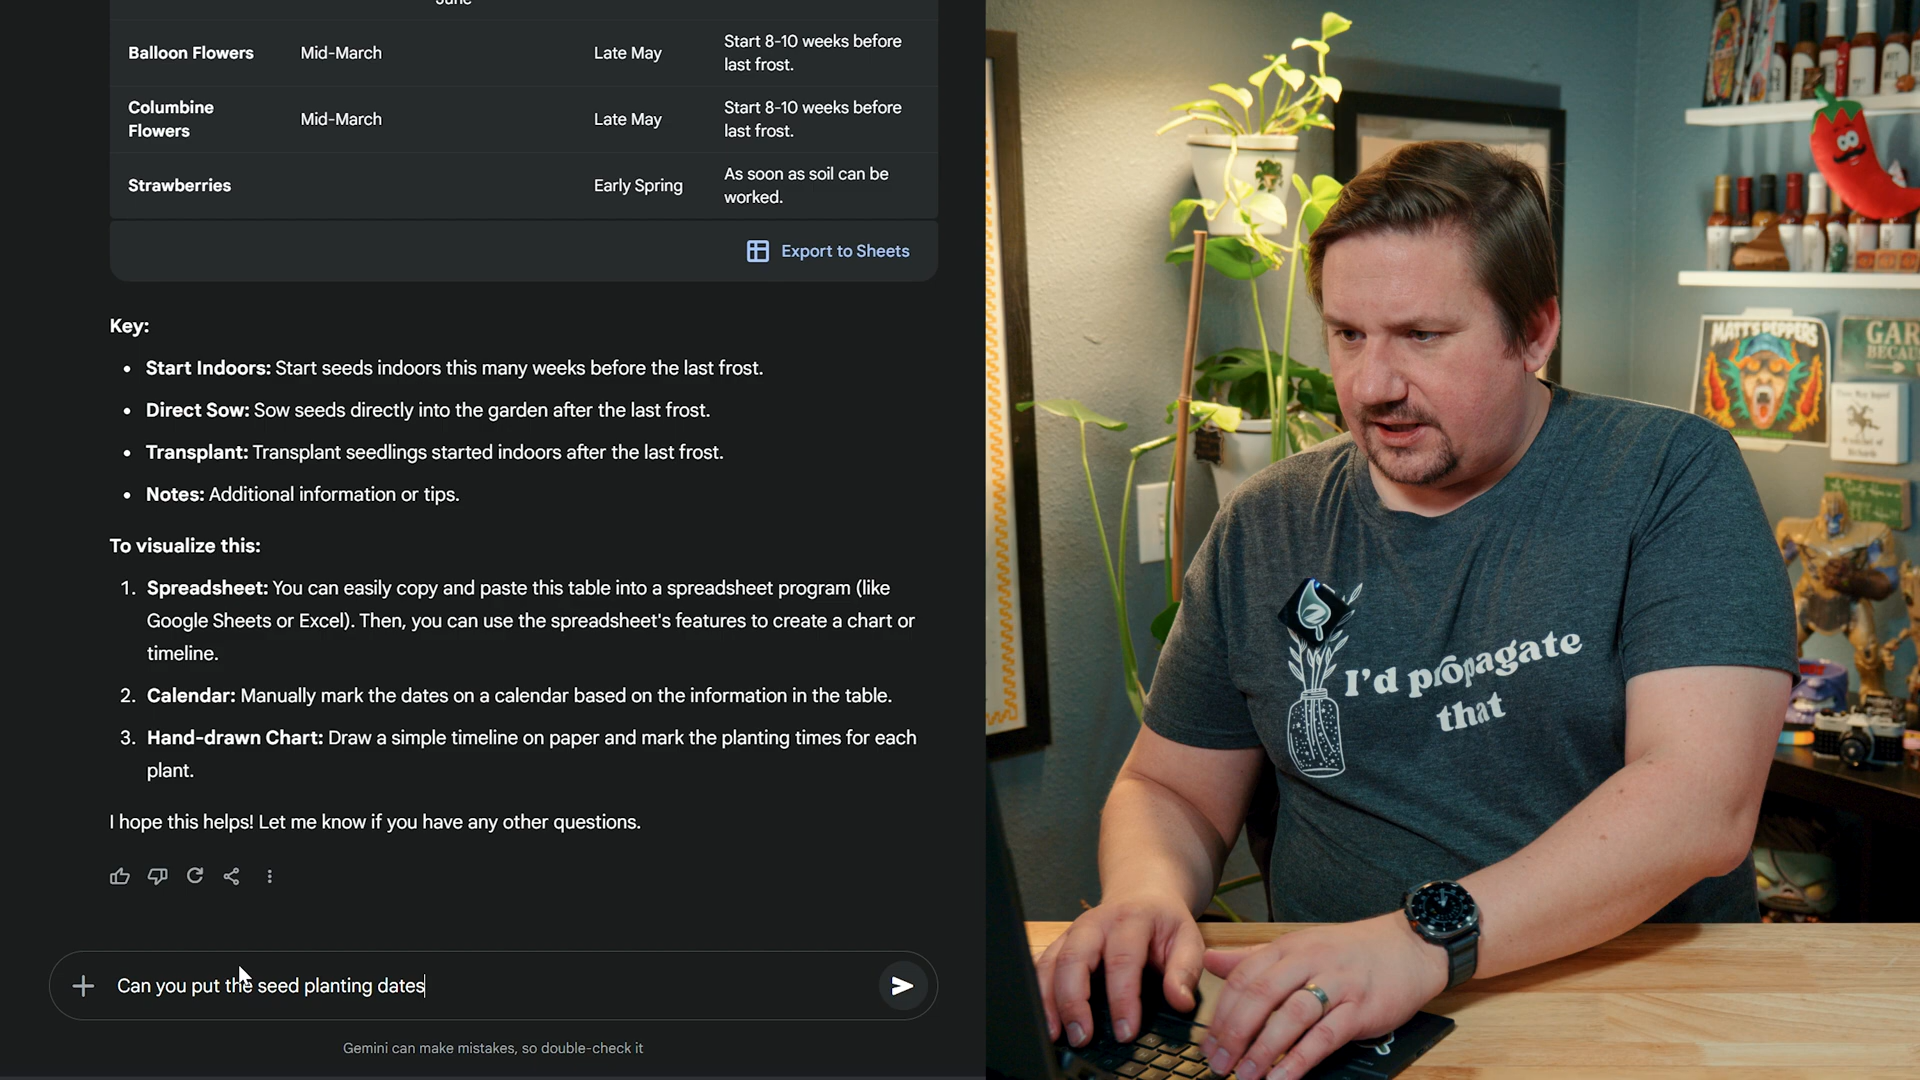 June
Balloon Flowers Mid-March Late May Start 8-10 weeks before
last frost.
Columbine
Flowers Mid-March Late May Start 8-10 weeks before
last frost.
Strawberries Early Spring As soon as soil can be
worked.
Export to Sheets
Key:
• Start Indoors: Start seeds indoors this many weeks before the last frost.
• Direct Sow: Sow seeds directly into the garden after the last frost.
• Transplant: Transplant seedlings started indoors after the last frost.
• Notes: Additional information or tips.
To visualize this:
1. Spreadsheet: You can easily copy and paste this table into a spreadsheet program (like
Google Sheets or Excel). Then, you can use the spreadsheet's features to create a chart or
timeline.
2. Calendar: Manually mark the dates on a calendar based on the information in the table.
3. Hand-drawn Chart: Draw a simple timeline on paper and mark the planting times for each
plant.
I hope this helps! Let me know if you have any other questions.
Can you put the seed planting dates
Gemini can make mistakes, so double-check it
I'd propagate
that
MATT'S PEPPERS
GAR
BECAU